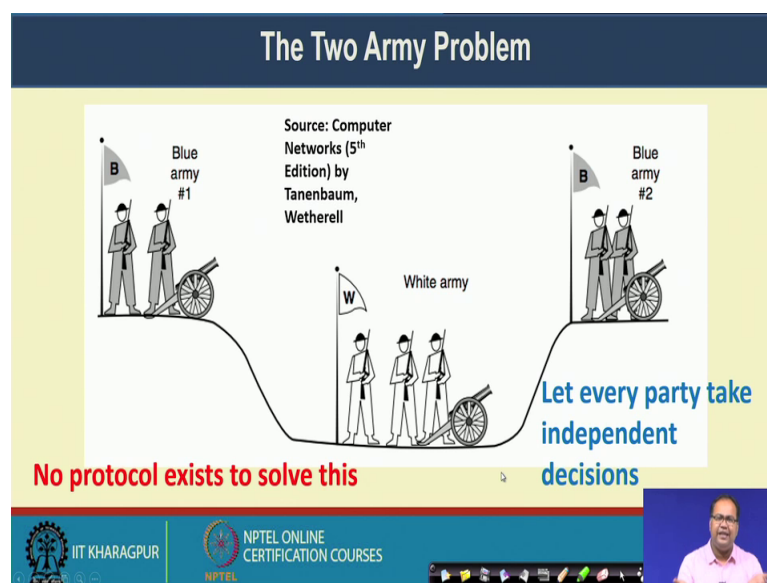 The Two Army Problem
Source: Computer
Networks (5th
Edition) by
Tanenbaum,
Wetherell
B
Blue
army
#1
B
Blue
army
#2
W
White army
Let every party take
independent
decisions
No protocol exists to solve this
IIT KHARAGPUR
NPTEL
NPTEL ONLINE
CERTIFICATION COURSES